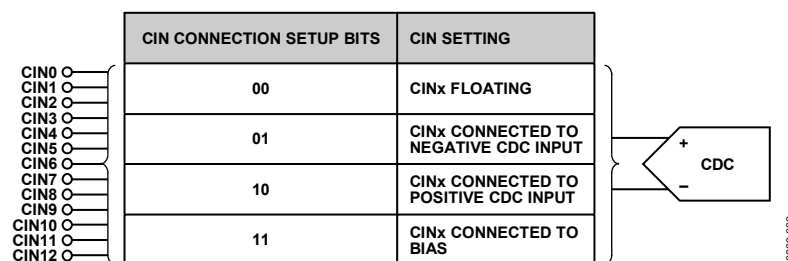 CIN CONNECTION SETUP BITS
CIN SETTING
CIN0
CIN1
CIN2
CIN3
CIN4
CIN5
CIN6
CIN7
CIN8
CIN9
CIN10
CIN11
CIN12
00
CINx FLOATING
01
CINx CONNECTED TO
NEGATIVE CDC INPUT
10
CINx CONNECTED TO
POSITIVE CDC INPUT
11
CINx CONNECTED TO
BIAS
+
CDC
–